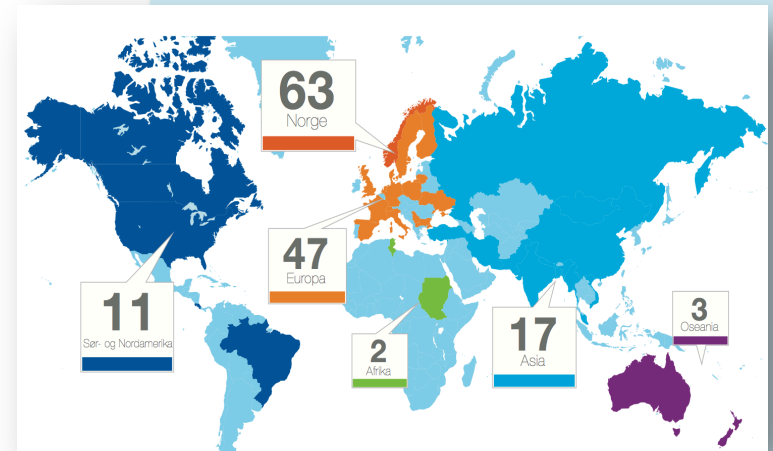 63
Norge
47
Europa
11
Sør- og Nordamerika
2
Afrika
17
Asia
3
Oseania